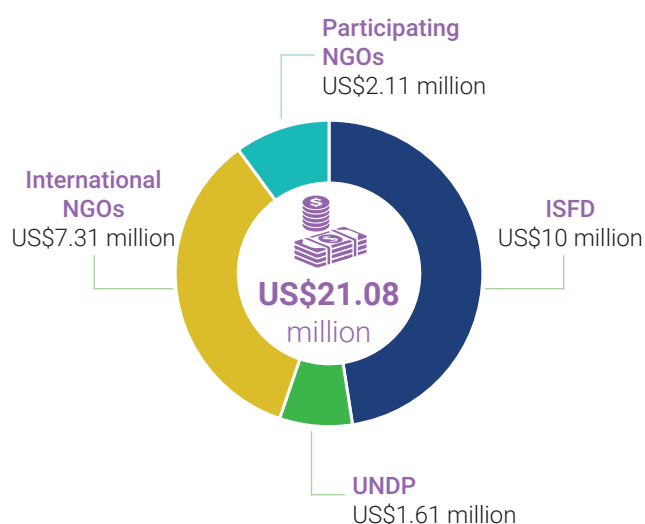 Participating
NGOs
US$2.11 million
International
NGOs
US$7.31 million
ISFD
US$10 million
$
US$21.08
million
UNDP
US$1.61 million